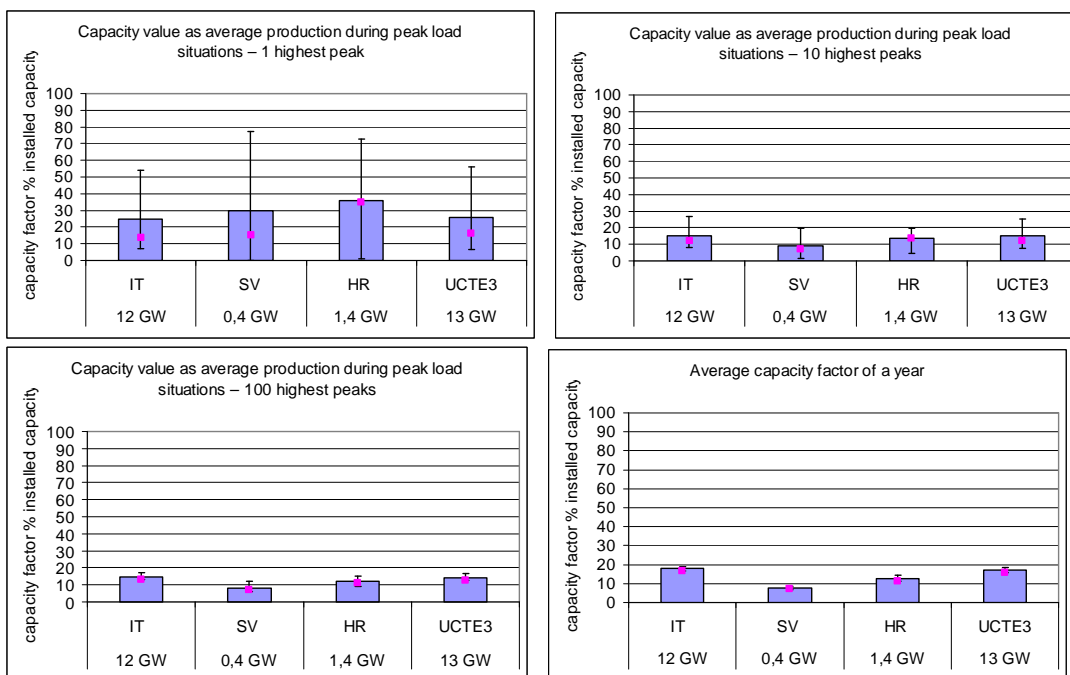 Capacity value as average production during peak load
situations – 1 highest peak
capacity factor % installed capacity
100
90
80
70
60
50
40
30
20
10
0
IT SV HR UCTE3
12 GW 0,4 GW 1,4 GW 13 GW
Capacity value as average production during peak load
situations – 10 highest peaks
capacity factor % installed capacity
100
90
80
70
60
50
40
30
20
10
0
IT SV HR UCTE3
12 GW 0,4 GW 1,4 GW 13 GW
Capacity value as average production during peak load
situations – 100 highest peaks
capacity factor % installed capacity
100
90
80
70
60
50
40
30
20
10
0
IT SV HR UCTE3
12 GW 0,4 GW 1,4 GW 13 GW
Average capacity factor of a year
capacity factor % installed capacity
100
90
80
70
60
50
40
30
20
10
0
IT SV HR UCTE3
12 GW 0,4 GW 1,4 GW 13 GW